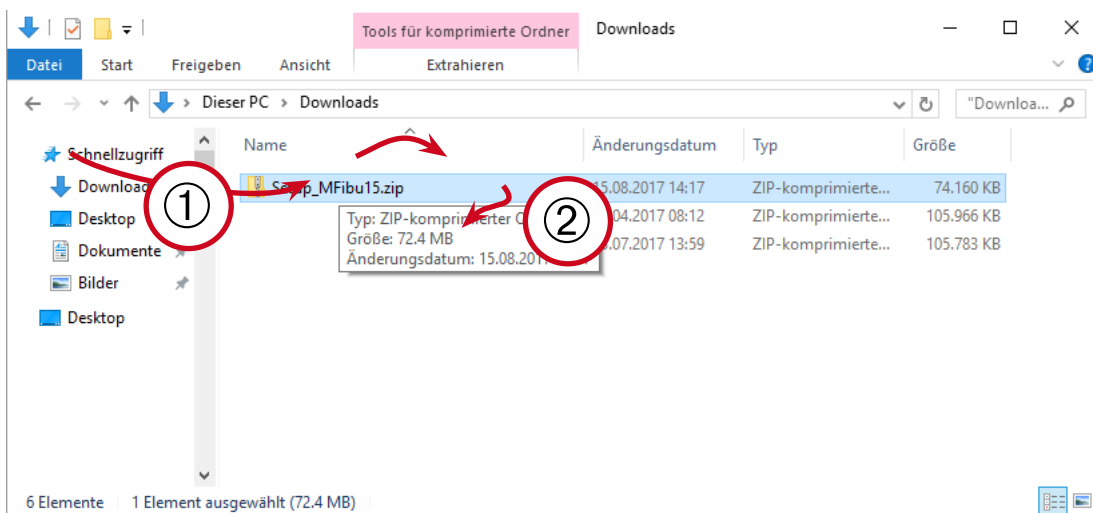 Tools für komprimierte Ordner Downloads
Datei Start Freigeben Ansicht Extrahieren
Dieser PC > Downloads "Downloa...
Name Änderungsdatum Typ Größe
Schnellzugriff
Download
Desktop
Dokumente
Bilder
Desktop
MFibu15.zip 15.08.2017 14:17 ZIP-komprimierte... 74.160 KB
04.2017 08:12 ZIP-komprimierte... 105.966 KB
07.2017 13:59 ZIP-komprimierte... 105.783 KB
Typ: ZIP-komprimierter
Größe: 72.4 MB
Änderungsdatum: 15.08.201
①
②
6 Elemente 1 Element ausgewählt (72.4 MB)